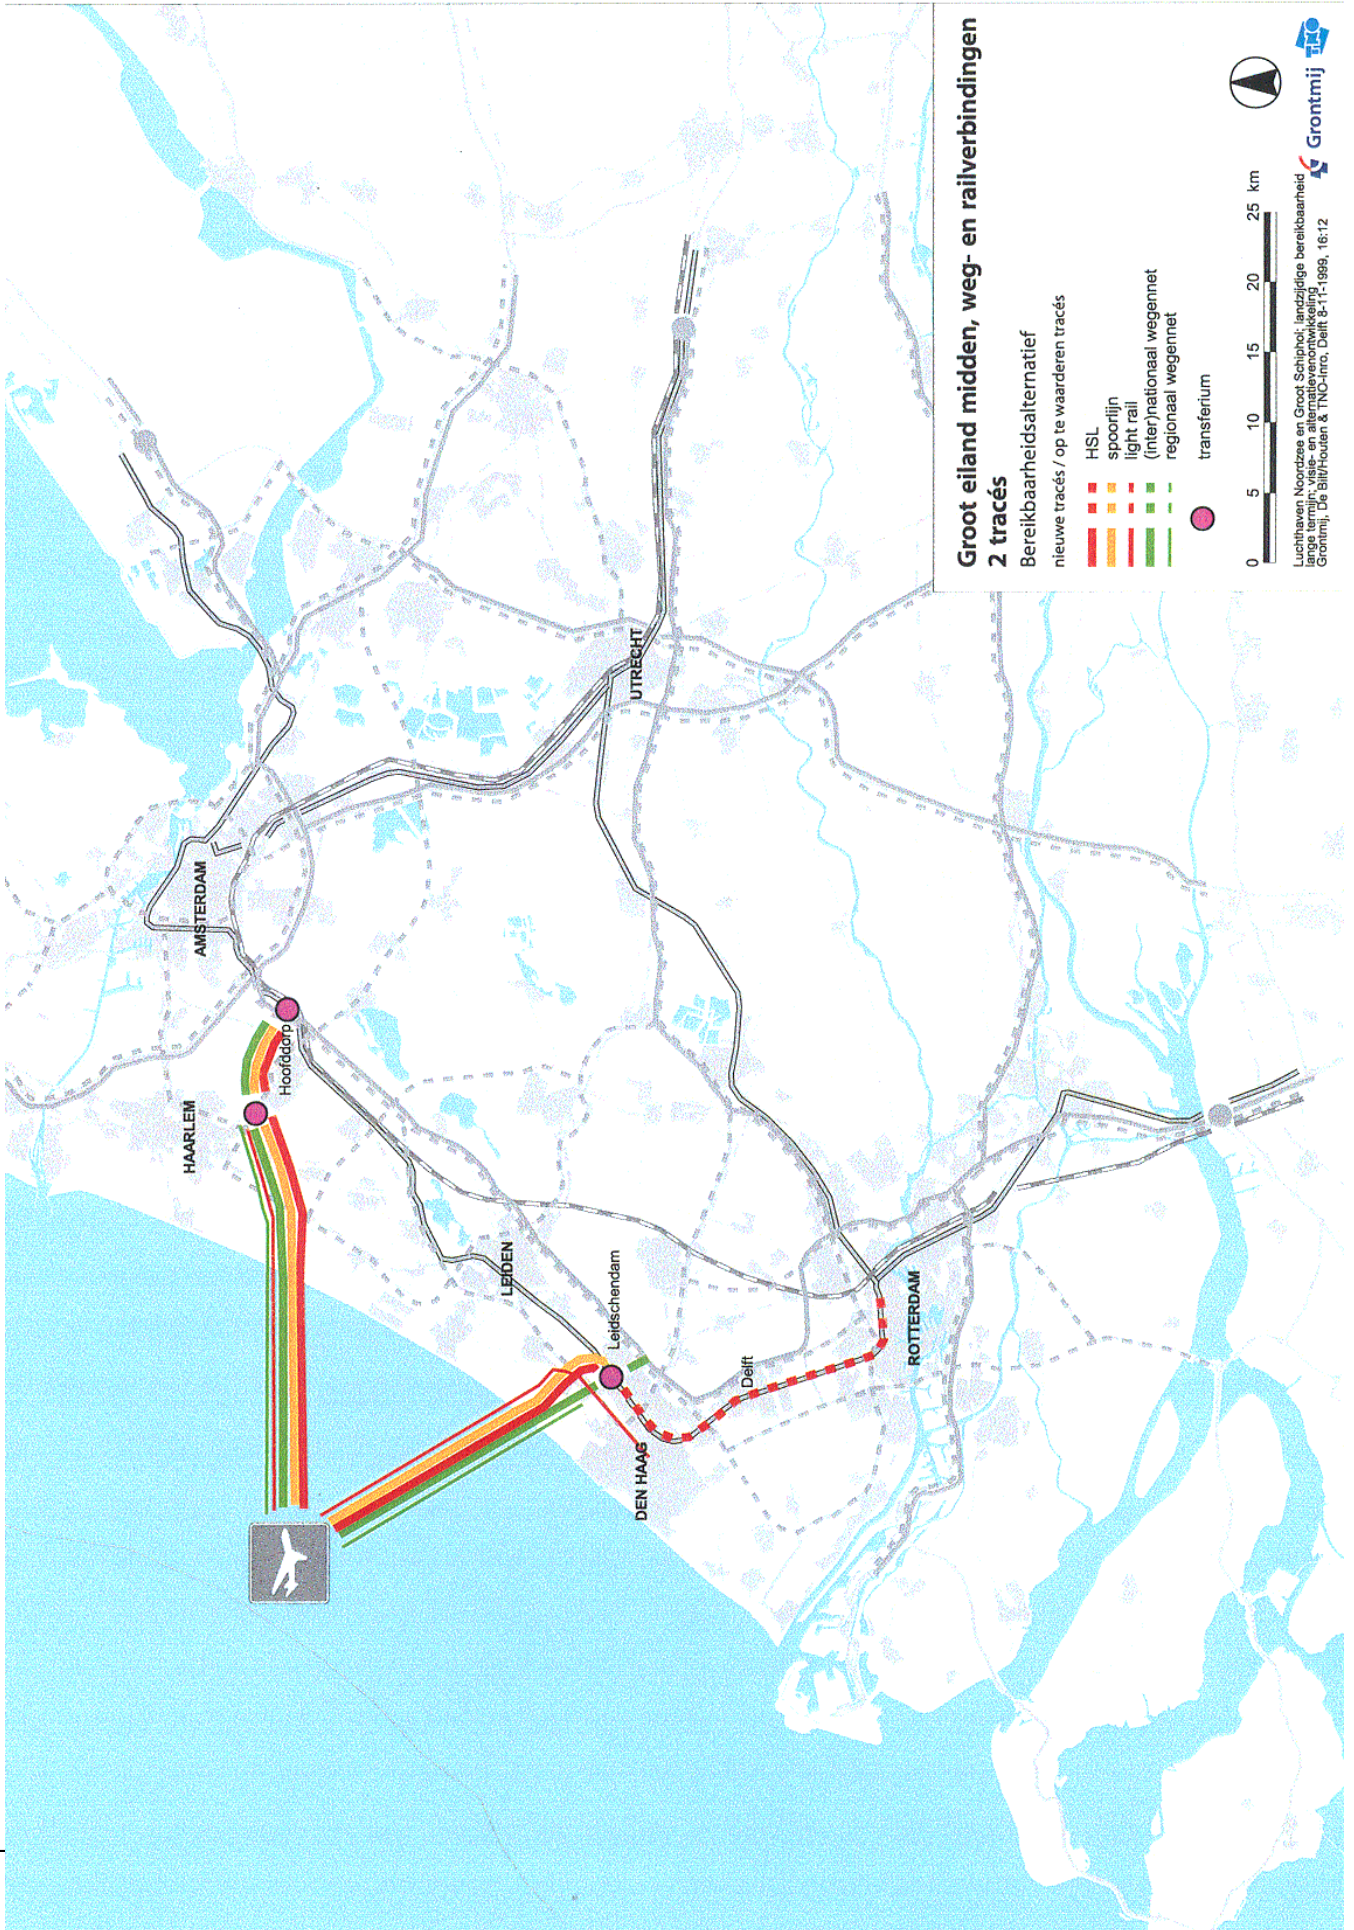 Groot eiland midden, weg- en railverbindingen
2 tracés
Bereikbaarheidsalternatief
nieuwe tracés / op te waarderen tracés
HSL
spoorlijn
light rail
(inter)nationaal wegennet
regionaal wegennet
transferium
0 5 10 15 20 25 km
Luchthaven Noordzee en Groot Schiphol; landzijdige bereikbaarheid
lange termijn; visie- en alternatievenontwikkeling
Grontmij, De Bilt/Houten & TNO-Inro, Delft 8-11-1999, 16:12
Grontmij
TNO
AMSTERDAM
HAARLEM
Hoofddorp
UTRECHT
LEIDEN
Leidschendam
DEN HAAG
Delft
ROTTERDAM